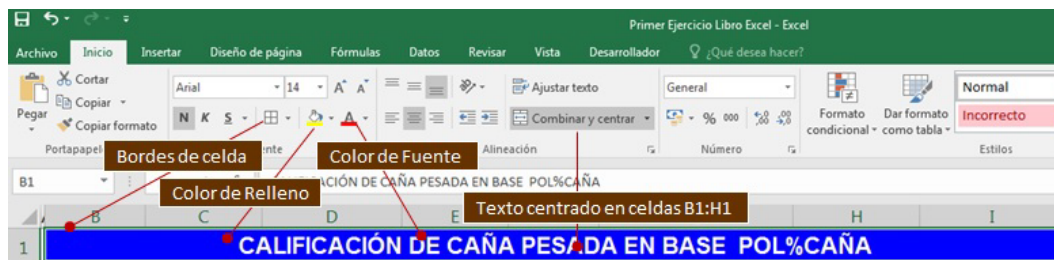 Primer Ejercicio Libro Excel - Excel
Archivo Inicio Insertar Diseño de página Fórmulas Datos Revisar Vista Desarrollador ¿Qué desea hacer?
Cortar
Copiar
Copiar formato
Pegar
Arial 14
N K S A
Ajustar texto
Combinar y centrar
General
% 000
Formato condicional
Dar formato como tabla
Normal
Incorrecto
Alineación Número Estilos
Bordes de celda
Color de Fuente
Color de Relleno
Texto centrado en celdas B1:H1
B1 DE CAÑA PESADA EN BASE POL%CAÑA
B C D E H I
1 CALIFICACIÓN DE CAÑA PESADA EN BASE POL%CAÑA